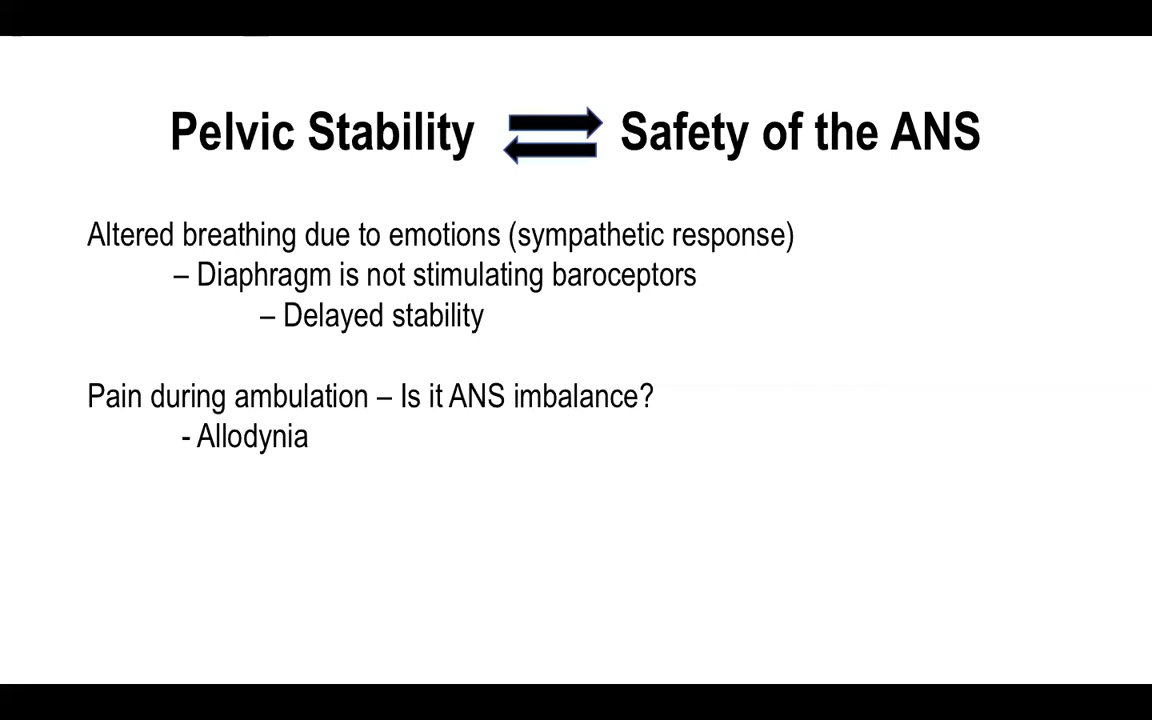 Pelvic Stability Safety of the ANS
Altered breathing due to emotions (sympathetic response)
– Diaphragm is not stimulating baroceptors
– Delayed stability
Pain during ambulation – Is it ANS imbalance?
- Allodynia